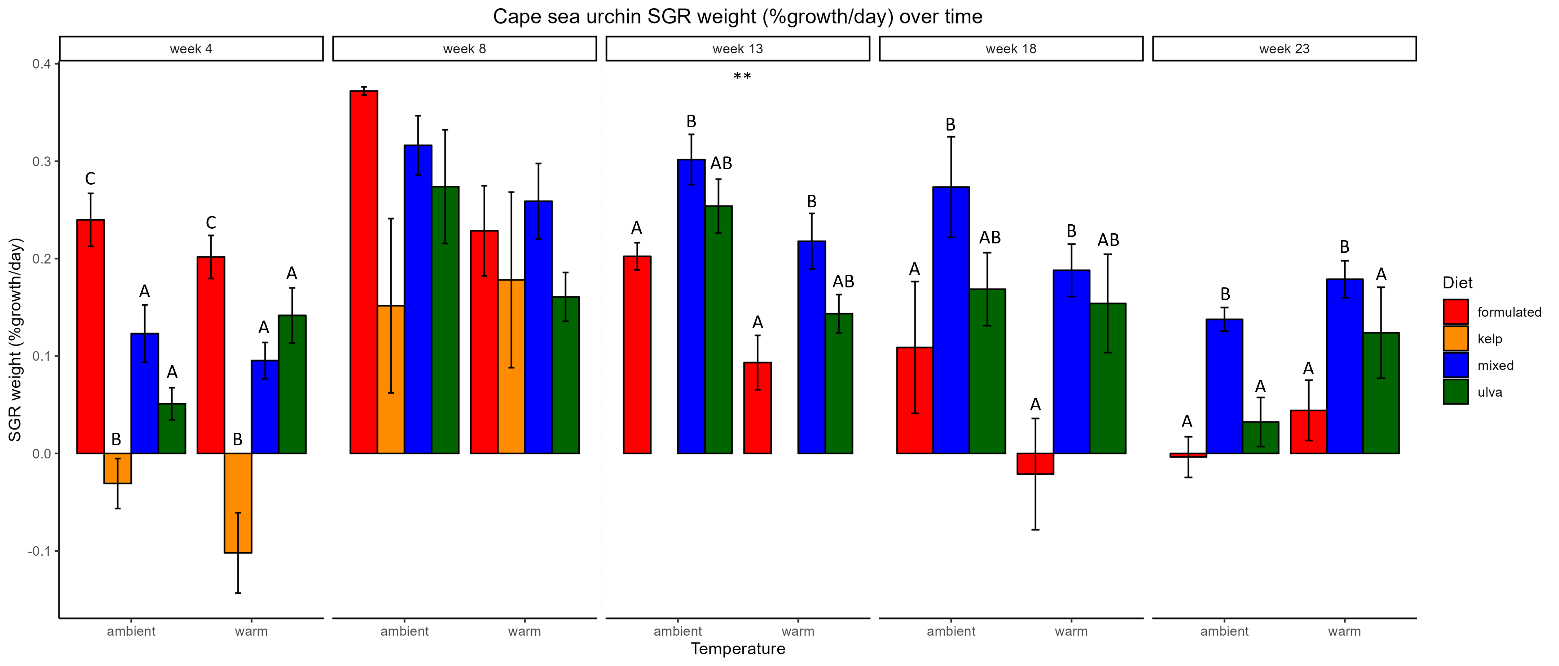 Cape sea urchin SGR weight (%growth/day) over time
week 4
week 8
week 13
week 18
week 23
SGR weight (%growth/day)
0.4
0.3
0.2
0.1
0.0
-0.1
C
B
A
A
C
B
A
A
**
A
B
AB
A
B
AB
A
B
AB
A
B
AB
A
B
A
A
B
A
ambient
warm
ambient
warm
ambient
warm
ambient
warm
ambient
warm
Temperature
Diet
formulated
kelp
mixed
ulva